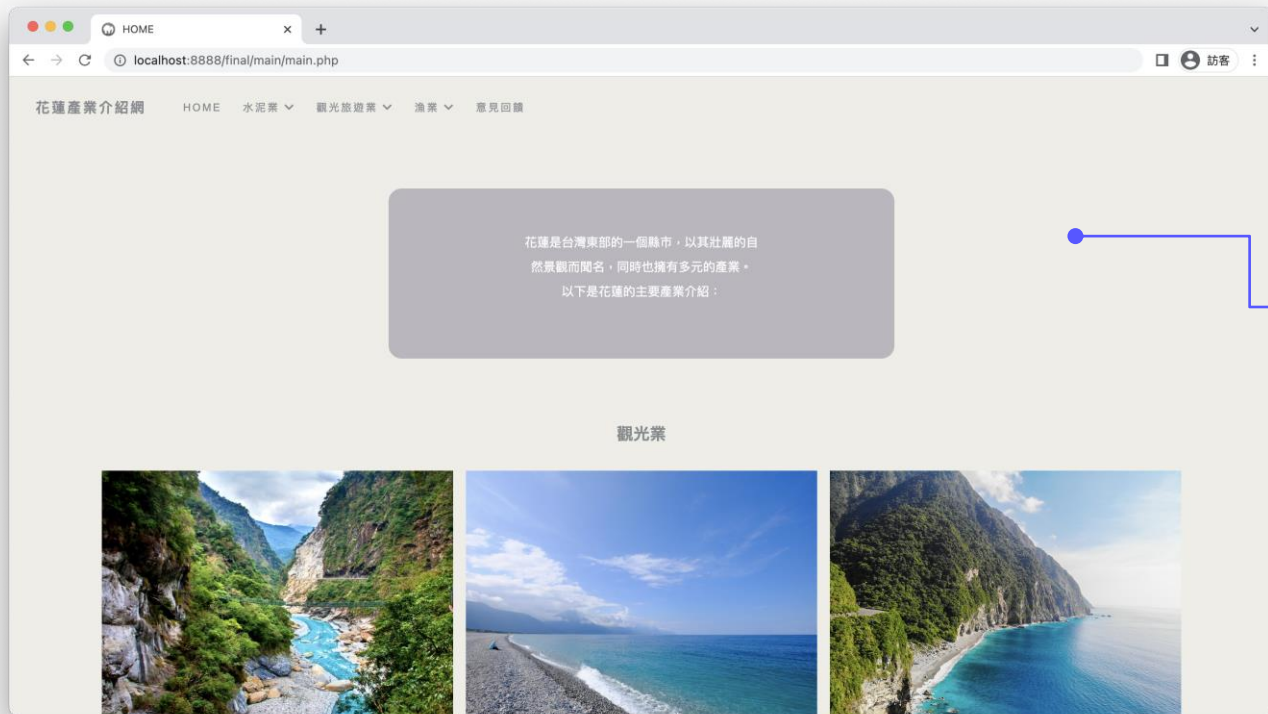 HOME
localhost:8888/final/main/main.php
訪客
花蓮產業介紹網 HOME 水泥業 觀光旅遊業 漁業 意見回饋
花蓮是台灣東部的一個縣市，以其壯麗的自
然景觀而聞名，同時也擁有多元的產業。
以下是花蓮的主要產業介紹：
觀光業